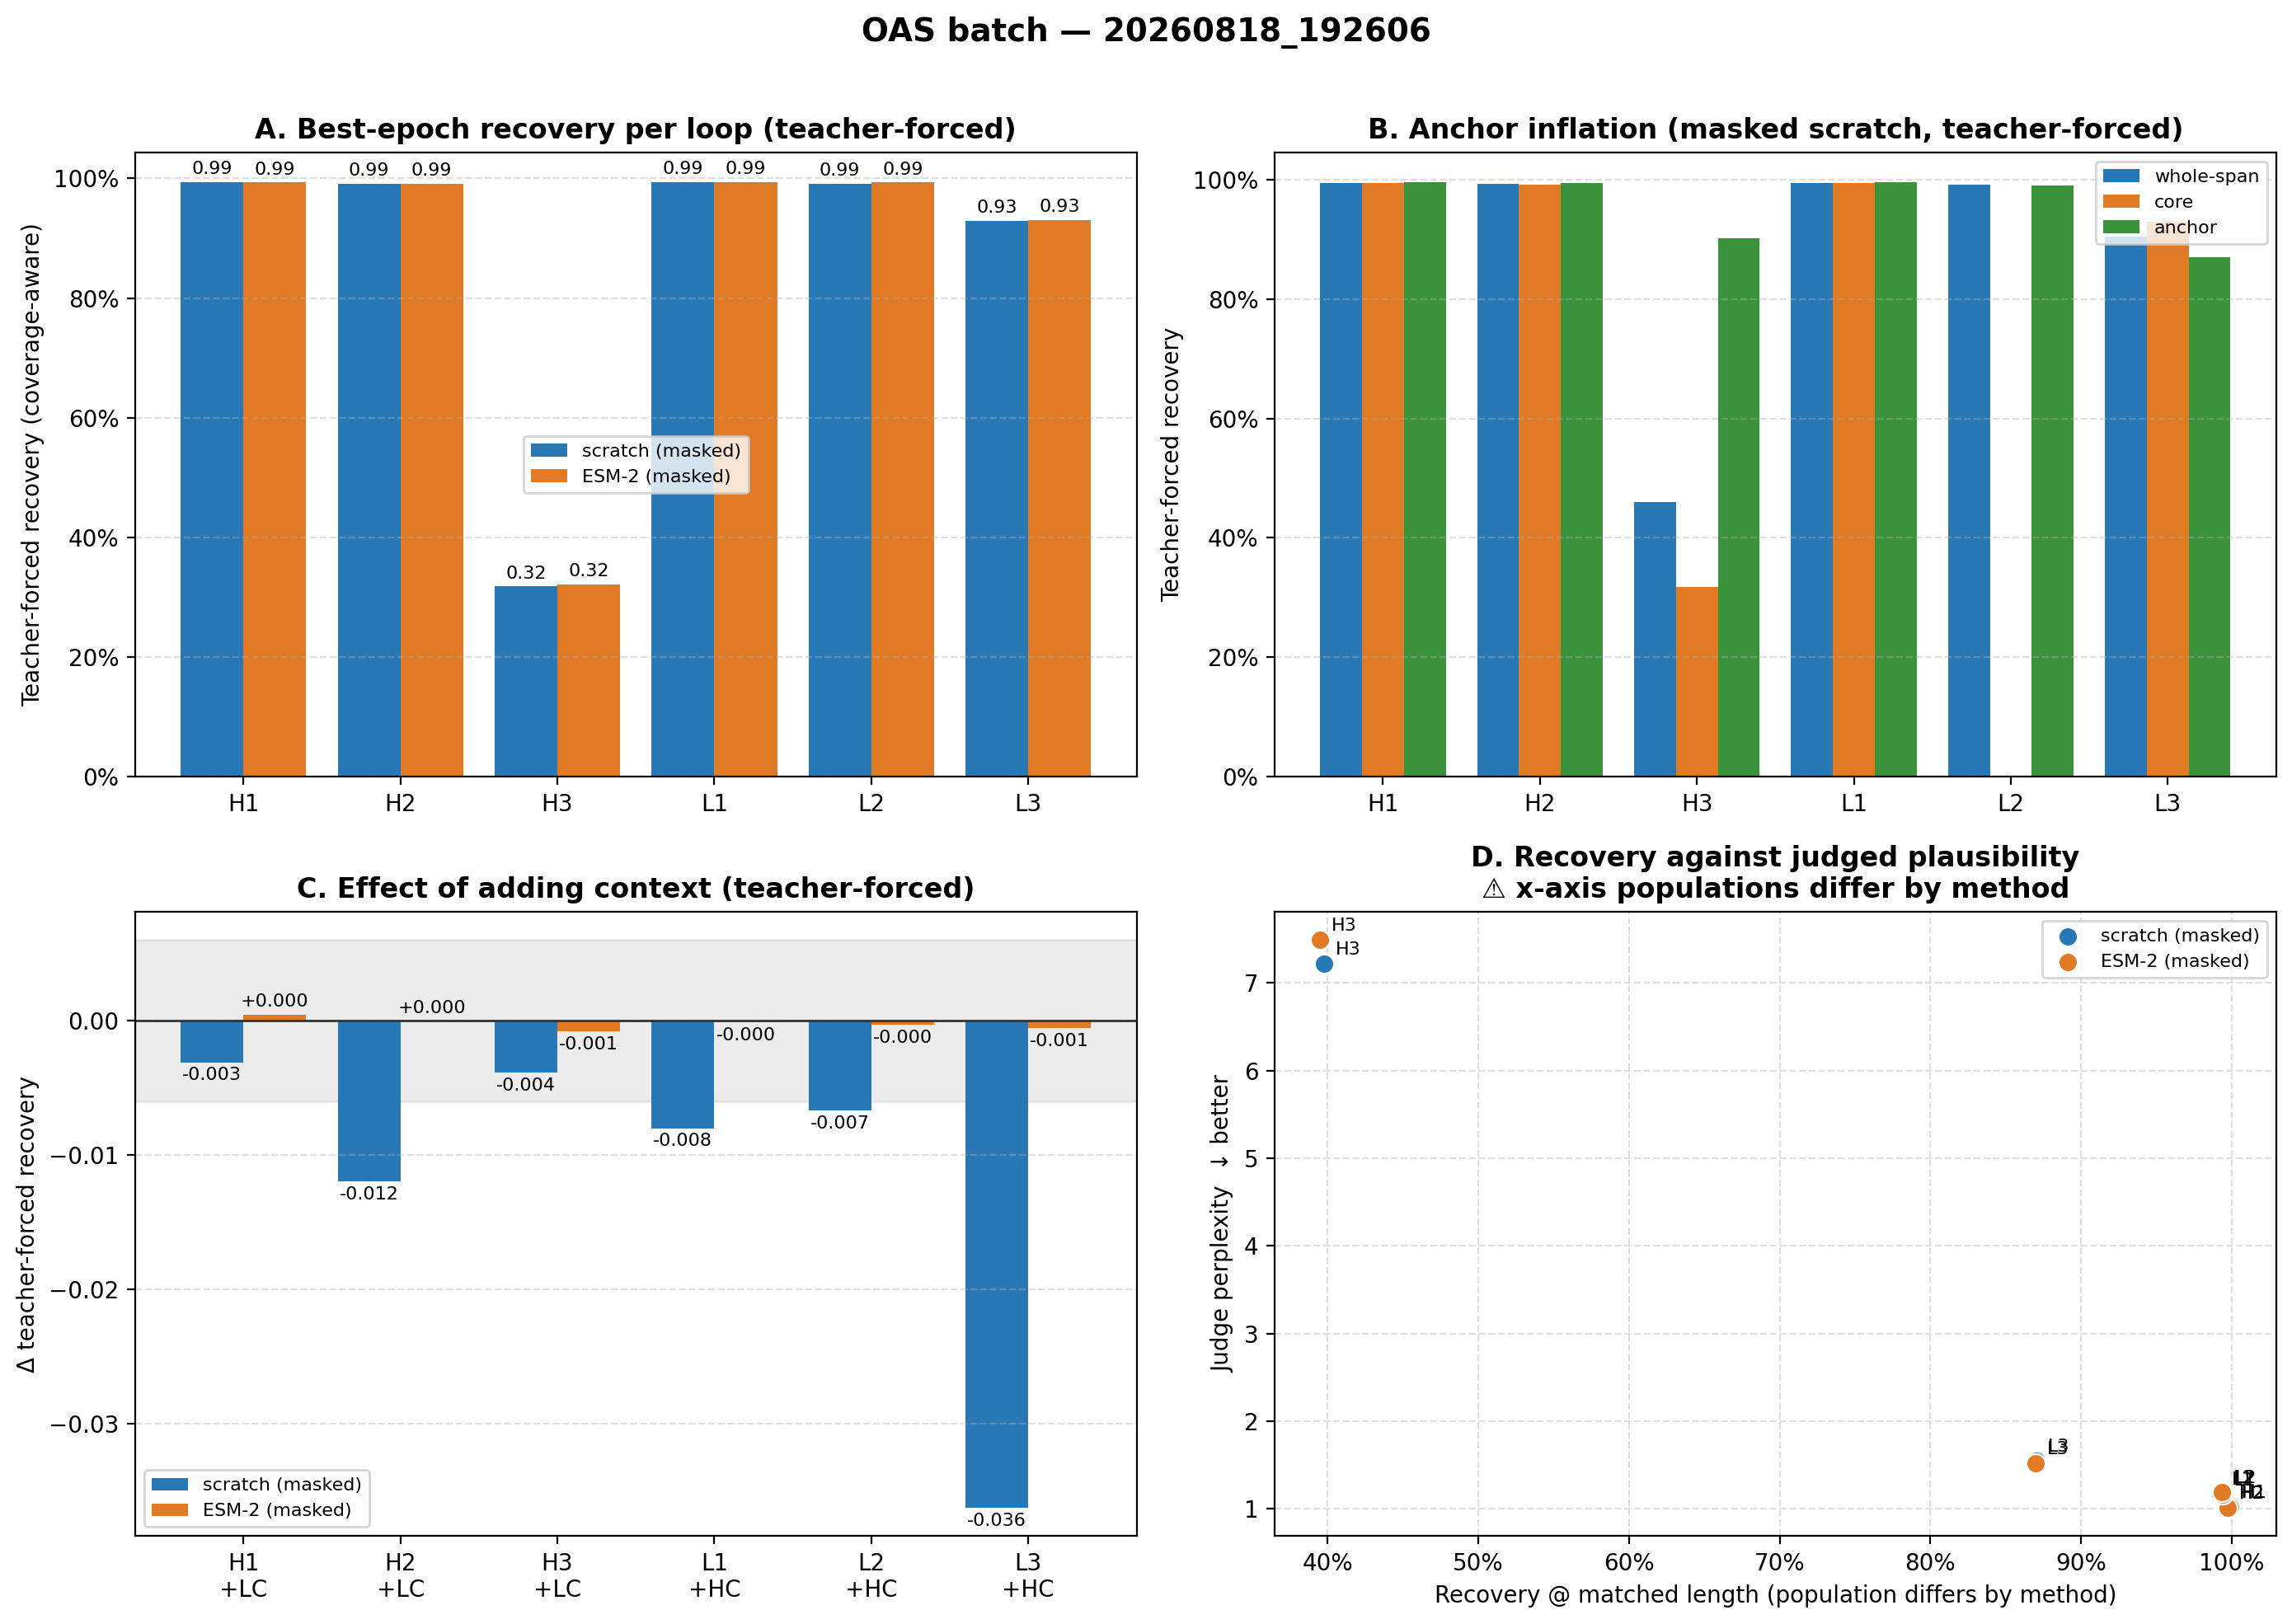 OAS batch — 20260818_192606
A. Best-epoch recovery per loop (teacher-forced)
Teacher-forced recovery (coverage-aware)
100%
80%
60%
40%
20%
0%
0.99
0.99
0.99
0.99
0.32
0.32
0.99
0.99
0.99
0.99
0.93
0.93
scratch (masked)
ESM-2 (masked)
H1
H2
H3
L1
L2
L3
B. Anchor inflation (masked scratch, teacher-forced)
Teacher-forced recovery
100%
80%
60%
40%
20%
0%
whole-span
core
anchor
H1
H2
H3
L1
L2
L3
C. Effect of adding context (teacher-forced)
Δ teacher-forced recovery
0.00
−0.01
−0.02
−0.03
-0.003
+0.000
-0.012
+0.000
-0.004
-0.001
-0.008
-0.000
-0.007
-0.000
-0.036
-0.001
scratch (masked)
ESM-2 (masked)
H1
+LC
H2
+LC
H3
+LC
L1
+HC
L2
+HC
L3
+HC
D. Recovery against judged plausibility
⚠ x-axis populations differ by method
Judge perplexity ↓ better
7
6
5
4
3
2
1
H3
H3
L3
scratch (masked)
ESM-2 (masked)
40%
50%
60%
70%
80%
90%
100%
Recovery @ matched length (population differs by method)